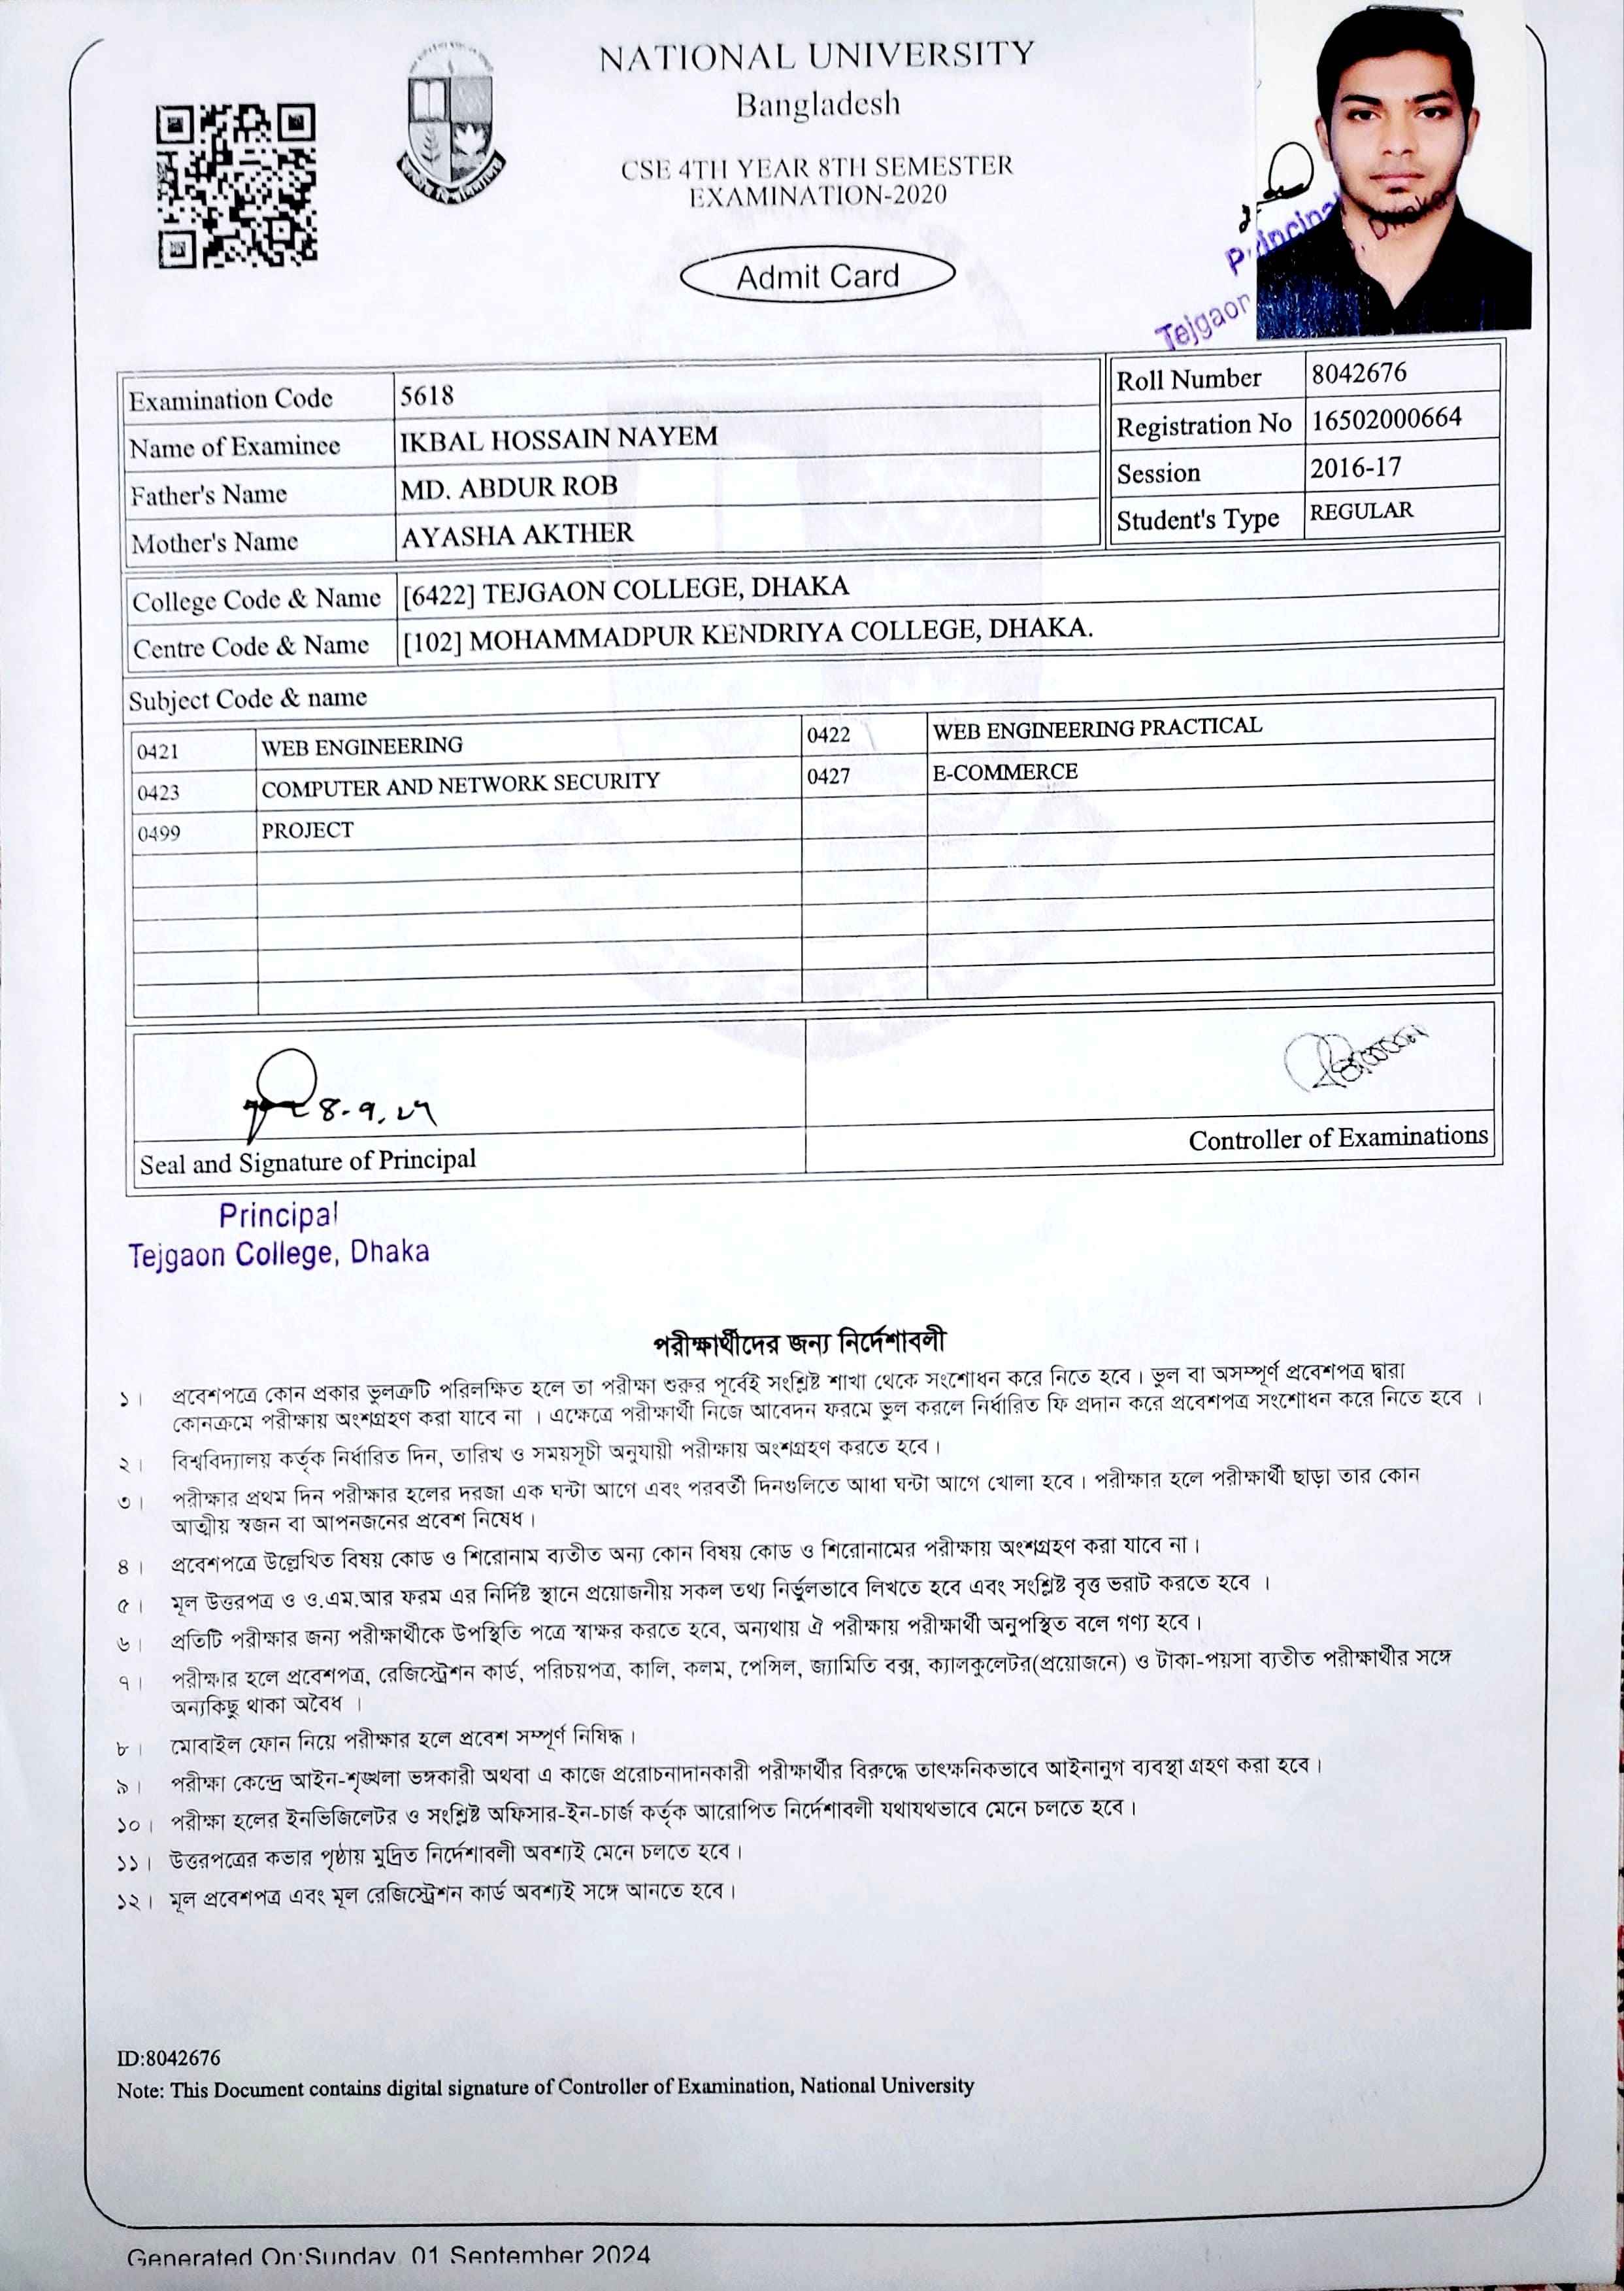 NATIONAL UNIVERSITY
Bangladesh
CSE 4TH YEAR 8TH SEMESTER
EXAMINATION-2020
Admit Card
Principal
Tejgaon , Dhaka
Examination Code 5618
Name of Examinee IKBAL HOSSAIN NAYEM
Father's Name MD. ABDUR ROB
Mother's Name AYASHA AKTHER
Roll Number 8042676
Registration No 16502000664
Session 2016-17
Student's Type REGULAR
College Code & Name [6422] TEJGAON COLLEGE, DHAKA
Centre Code & Name [102] MOHAMMADPUR KENDRIYA COLLEGE, DHAKA.
Subject Code & name
0421 WEB ENGINEERING 0422 WEB ENGINEERING PRACTICAL
0423 COMPUTER AND NETWORK SECURITY 0427 E-COMMERCE
0499 PROJECT
Seal and Signature of Principal
Controller of Examinations
Principal
Tejgaon College, Dhaka
পরীক্ষার্থীদের জন্য নির্দেশাবলী
১। প্রবেশপত্রে কোন প্রকার ভুলত্রুটি পরিলক্ষিত হলে তা পরীক্ষা শুরুর পূর্বেই সংশ্লিষ্ট শাখা থেকে সংশোধন করে নিতে হবে। ভুল বা অসম্পূর্ণ প্রবেশপত্র দ্বারা
কোনক্রমে পরীক্ষায় অংশগ্রহণ করা যাবে না । এক্ষেত্রে পরীক্ষার্থী নিজে আবেদন ফরমে ভুল করলে নির্ধারিত ফি প্রদান করে প্রবেশপত্র সংশোধন করে নিতে হবে ।
২। বিশ্ববিদ্যালয় কর্তৃক নির্ধারিত দিন, তারিখ ও সময়সূচী অনুযায়ী পরীক্ষায় অংশগ্রহণ করতে হবে।
৩। পরীক্ষার প্রথম দিন পরীক্ষার হলের দরজা এক ঘন্টা আগে এবং পরবর্তী দিনগুলিতে আধা ঘন্টা আগে খোলা হবে। পরীক্ষার হলে পরীক্ষার্থী ছাড়া তার কোন
আত্মীয় স্বজন বা আপনজনের প্রবেশ নিষেধ।
৪। প্রবেশপত্রে উল্লেখিত বিষয় কোড ও শিরোনাম ব্যতীত অন্য কোন বিষয় কোড ও শিরোনামের পরীক্ষায় অংশগ্রহণ করা যাবে না।
৫। মূল উত্তরপত্র ও ও.এম.আর ফরম এর নির্দিষ্ট স্থানে প্রয়োজনীয় সকল তথ্য নির্ভুলভাবে লিখতে হবে এবং সংশ্লিষ্ট বৃত্ত ভরাট করতে হবে ।
৬। প্রতিটি পরীক্ষার জন্য পরীক্ষার্থীকে উপস্থিতি পত্রে স্বাক্ষর করতে হবে, অন্যথায় ঐ পরীক্ষায় পরীক্ষার্থী অনুপস্থিত বলে গণ্য হবে।
৭। পরীক্ষার হলে প্রবেশপত্র, রেজিস্ট্রেশন কার্ড, পরিচয়পত্র, কালি, কলম, পেন্সিল, জ্যামিতি বক্স, ক্যালকুলেটর(প্রয়োজনে) ও টাকা-পয়সা ব্যতীত পরীক্ষার্থীর সঙ্গে
অন্যকিছু থাকা অবৈধ ।
৮। মোবাইল ফোন নিয়ে পরীক্ষার হলে প্রবেশ সম্পূর্ণ নিষিদ্ধ।
৯। পরীক্ষা কেন্দ্রে আইন-শৃঙ্খলা ভঙ্গকারী অথবা এ কাজে প্ররোচনাদানকারী পরীক্ষার্থীর বিরুদ্ধে তাৎক্ষনিকভাবে আইনানুগ ব্যবস্থা গ্রহণ করা হবে।
১০। পরীক্ষা হলের ইনভিজিলেটর ও সংশ্লিষ্ট অফিসার-ইন-চার্জ কর্তৃক আরোপিত নির্দেশাবলী যথাযথভাবে মেনে চলতে হবে।
১১। উত্তরপত্রের কভার পৃষ্ঠায় মুদ্রিত নির্দেশাবলী অবশ্যই মেনে চলতে হবে।
১২। মূল প্রবেশপত্র এবং মূল রেজিস্ট্রেশন কার্ড অবশ্যই সঙ্গে আনতে হবে।
ID:8042676
Note: This Document contains digital signature of Controller of Examination, National University
Generated On:Sunday, 01 September 2024